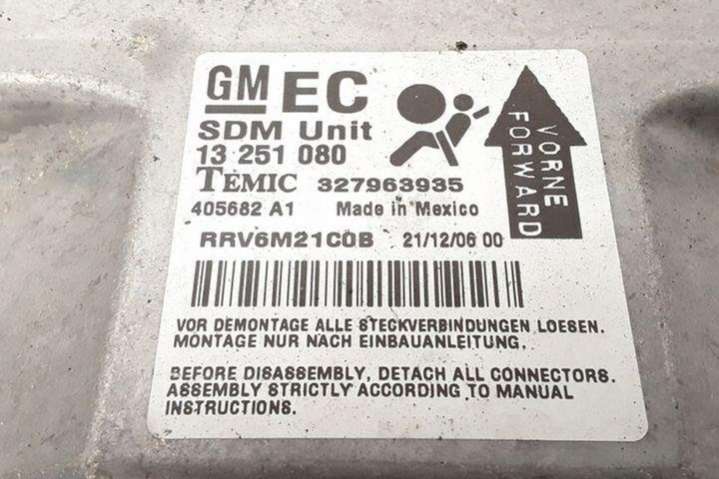 GM EC
SDM Unit
13 251 080
TEMIC 327963935
405682 A1 Made in Mexico
RRV6M21C0B 21/12/06 00
VORNE
FORWARD
VOR DEMONTAGE ALLE STECKVERBINDUNGEN LOESEN.
MONTAGE NUR NACH EINBAUANLEITUNG.
BEFORE DISASSEMBLY, DETACH ALL CONNECTORS.
ASSEMBLY STRICTLY ACCORDING TO MANUAL
INSTRUCTIONS.